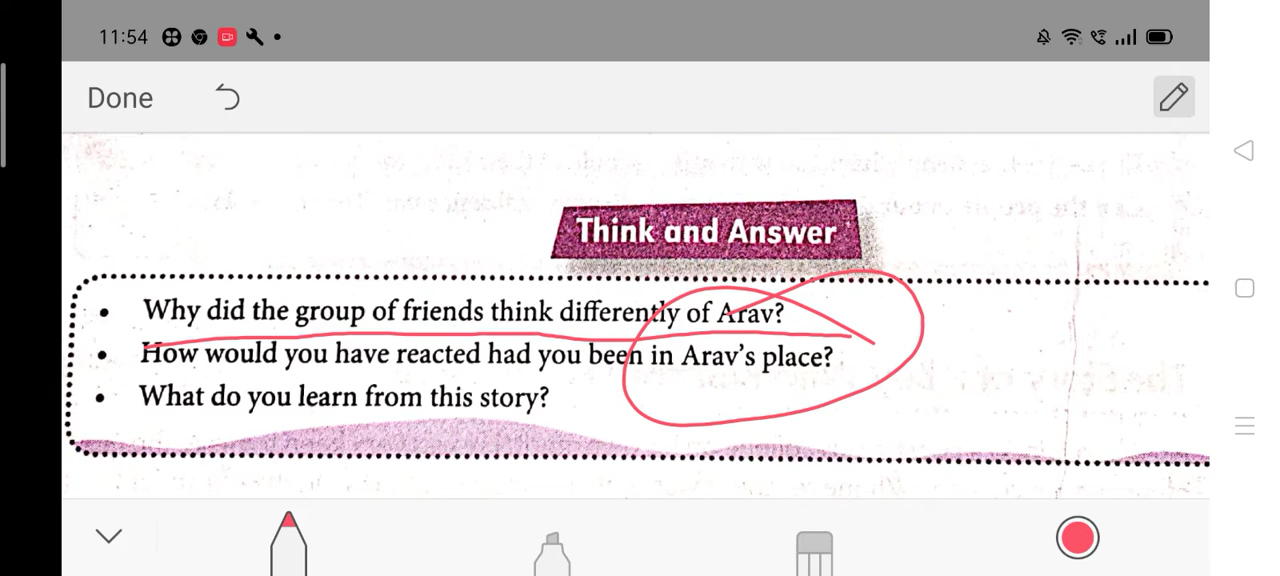 11:54
Done
Think and Answer
• Why did the group of friends think differently of Arav?
• How would you have reacted had you been in Arav's place?
• What do you learn from this story?